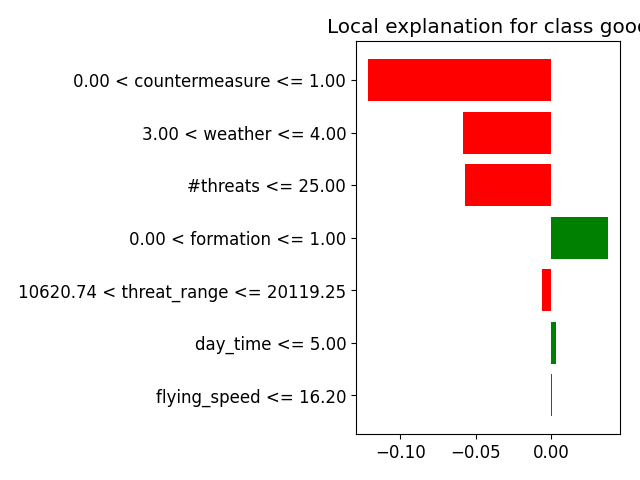 Local explanation for class good
0.00 < countermeasure <= 1.00
3.00 < weather <= 4.00
#threats <= 25.00
0.00 < formation <= 1.00
10620.74 < threat_range <= 20119.25
day_time <= 5.00
flying_speed <= 16.20
−0.10 −0.05 0.00